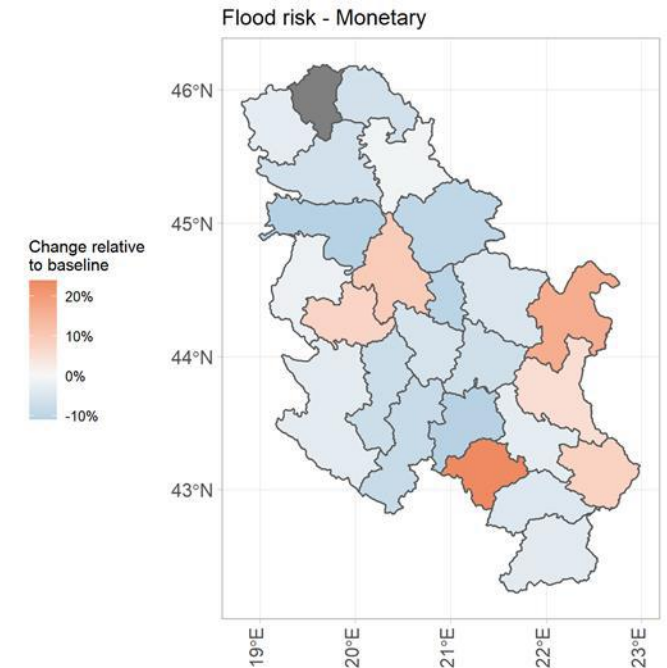 Flood risk - Monetary
46°N
45°N
44°N
43°N
Change relative
to baseline
20%
10%
0%
-10%
19°E
20°E
21°E
22°E
23°E